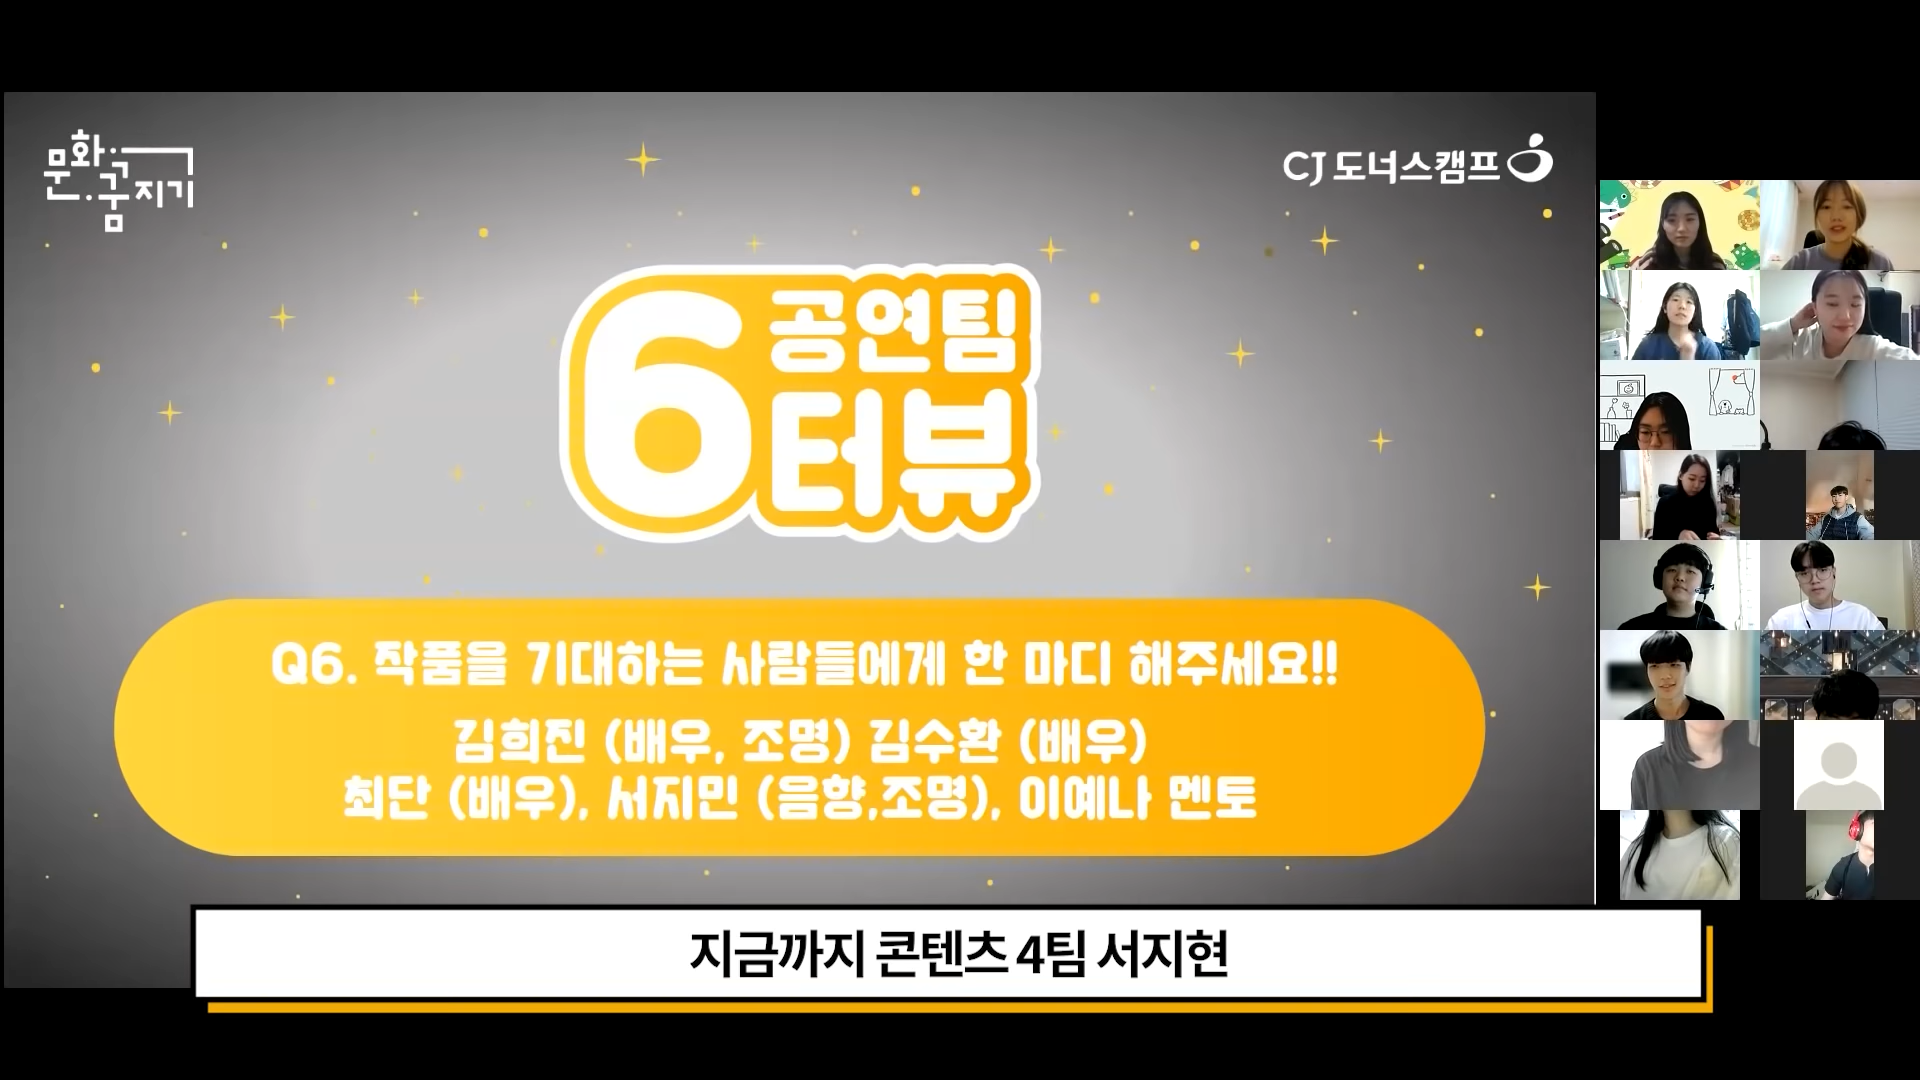 문화
꿈지기
CJ 도너스캠프
6
공연팀
터뷰
Q6. 작품을 기대하는 사람들에게 한 마디 해주세요!!
김희진 (배우, 조명) 김수환 (배우)
최단 (배우), 서지민 (음향,조명), 이예나 멘토
지금까지 콘텐츠 4팀 서지현